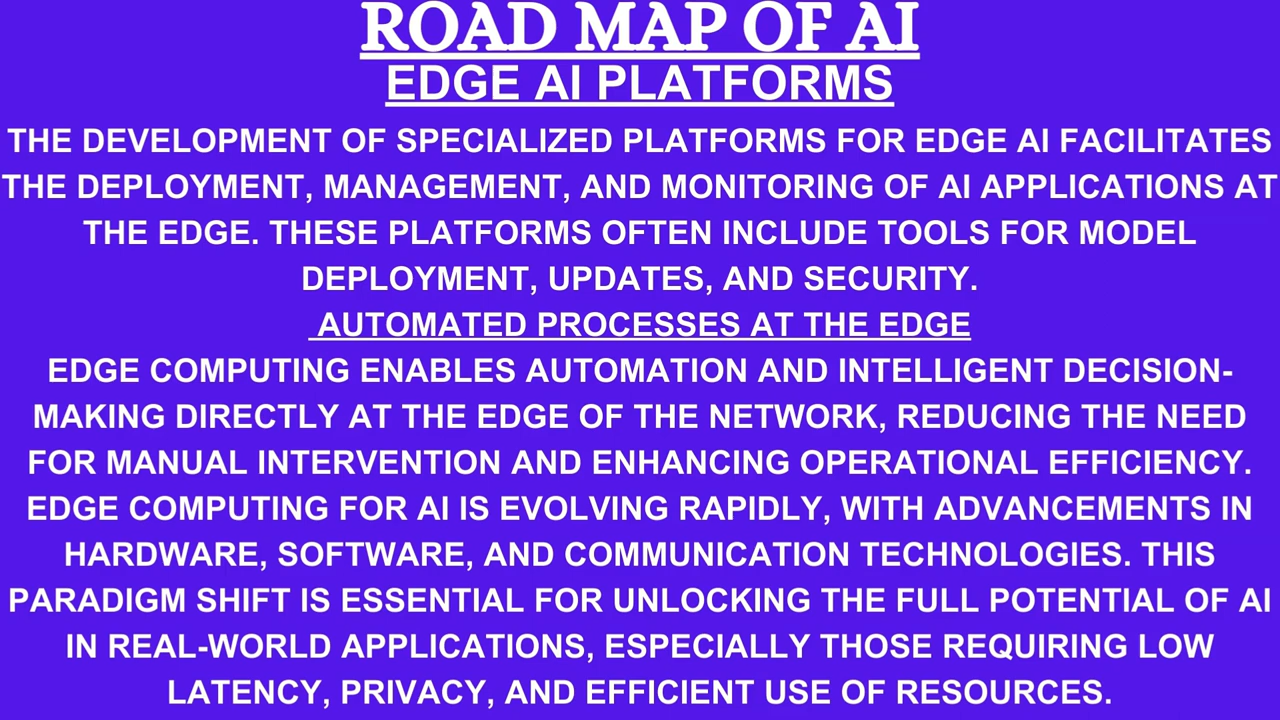 ROAD MAP OF AI
EDGE AI PLATFORMS
THE DEVELOPMENT OF SPECIALIZED PLATFORMS FOR EDGE AI FACILITATES
THE DEPLOYMENT, MANAGEMENT, AND MONITORING OF AI APPLICATIONS AT
THE EDGE. THESE PLATFORMS OFTEN INCLUDE TOOLS FOR MODEL
DEPLOYMENT, UPDATES, AND SECURITY.
AUTOMATED PROCESSES AT THE EDGE
EDGE COMPUTING ENABLES AUTOMATION AND INTELLIGENT DECISION-
MAKING DIRECTLY AT THE EDGE OF THE NETWORK, REDUCING THE NEED
FOR MANUAL INTERVENTION AND ENHANCING OPERATIONAL EFFICIENCY.
EDGE COMPUTING FOR AI IS EVOLVING RAPIDLY, WITH ADVANCEMENTS IN
HARDWARE, SOFTWARE, AND COMMUNICATION TECHNOLOGIES. THIS
PARADIGM SHIFT IS ESSENTIAL FOR UNLOCKING THE FULL POTENTIAL OF AI
IN REAL-WORLD APPLICATIONS, ESPECIALLY THOSE REQUIRING LOW
LATENCY, PRIVACY, AND EFFICIENT USE OF RESOURCES.